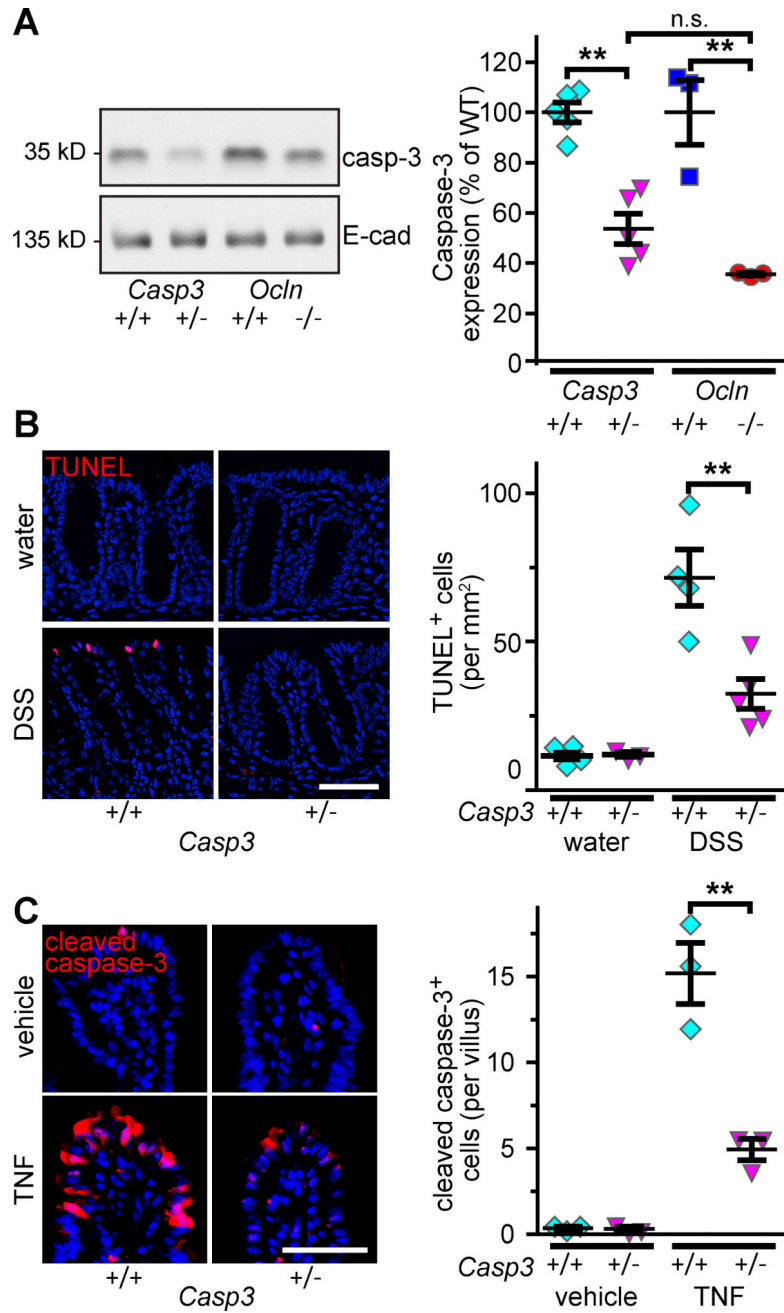 A
35 kD
135 kD
casp-3
E-cad
Casp3 Ocln
+/+ +/- +/+ -/-
n.s.
** **
Caspase-3
expression (% of WT)
120
100
80
60
40
20
0
Casp3 Ocln
+/+ +/- +/+ -/-
B
TUNEL
water
DSS
+/+ +/-
Casp3
**
TUNEL+ cells
(per mm2)
100
50
0
Casp3 +/+ +/- +/+ +/-
water DSS
C
cleaved
caspase-3
vehicle
TNF
+/+ +/-
Casp3
**
cleaved caspase-3+
cells (per villus)
15
10
5
0
Casp3 +/+ +/- +/+ +/-
vehicle TNF